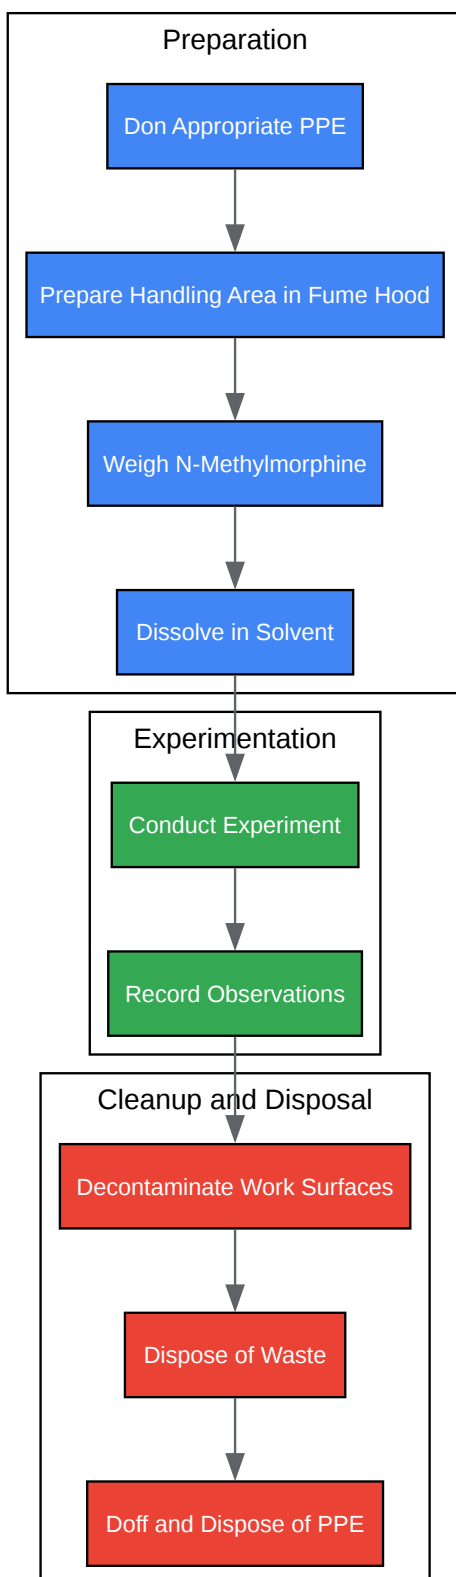 Preparation
Don Appropriate PPE
Prepare Handling Area in Fume Hood
Weigh N-Methylmorphine
Dissolve in Solvent
Experimentation
Conduct Experiment
Record Observations
Cleanup and Disposal
Decontaminate Work Surfaces
Dispose of Waste
Doff and Dispose of PPE